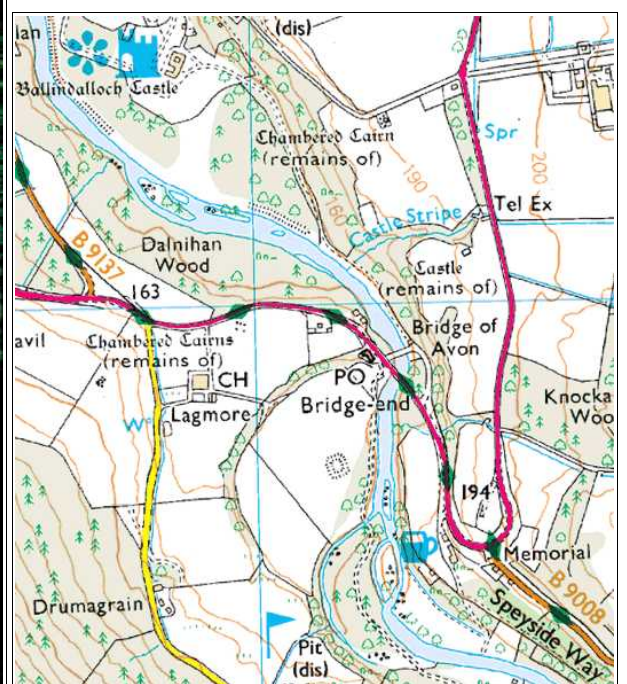 lan
(dis)
Ballindalloch Castle
Chambered Cairn
(remains of)
Spr
190
200
160
Tel Ex
Castle Stripe
B 9137
Dalnihan
Wood
Castle
(remains of)
163
Bridge of
Avon
avil
Chambered Cairns
(remains of)
CH
PO
Lagmore
Bridge-end
Knocka
Woo
W
194
Memorial
B 9008
Speyside Way
Drumagrain
Pit
(dis)